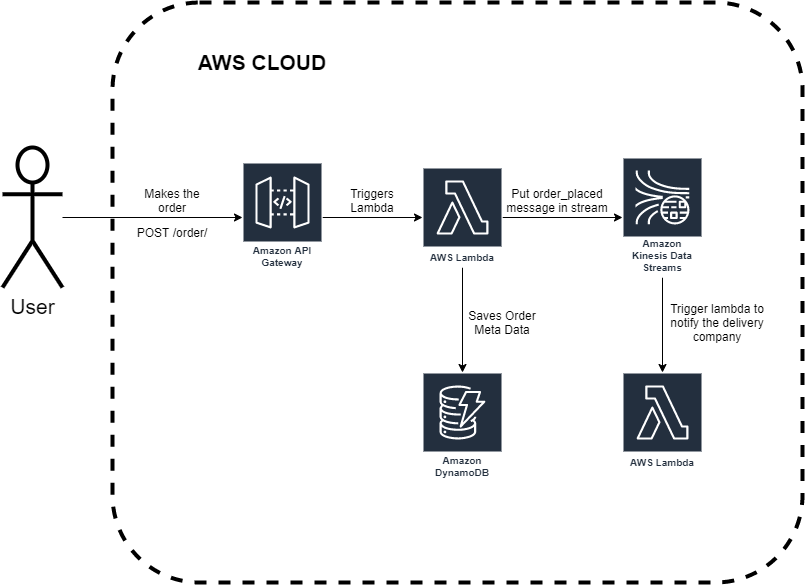 AWS CLOUD
Makes the
order
POST /order/
User
Amazon API
Gateway
Triggers
Lambda
AWS Lambda
Put order_placed
message in stream
Amazon
Kinesis Data
Streams
Saves Order
Meta Data
Trigger lambda to
notify the delivery
company
Amazon
DynamoDB
AWS Lambda